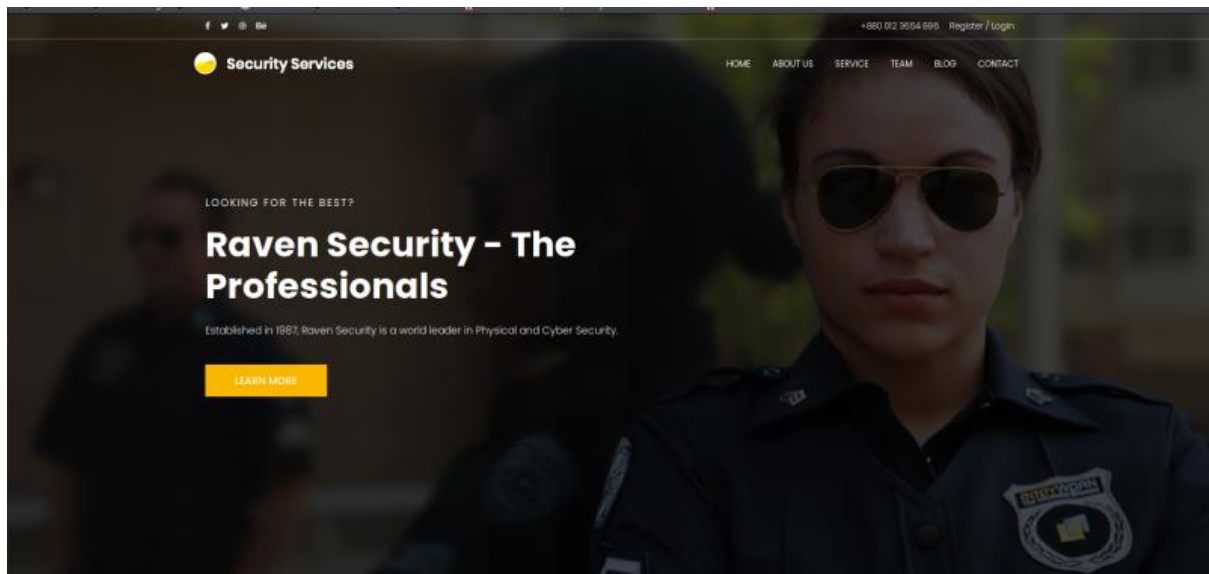 +880 012 3654 896 Register / Login
Security Services
HOME ABOUT US SERVICE TEAM BLOG CONTACT
LOOKING FOR THE BEST?
Raven Security - The
Professionals
Established in 1987, Raven Security is a world leader in Physical and Cyber Security.
LEARN MORE